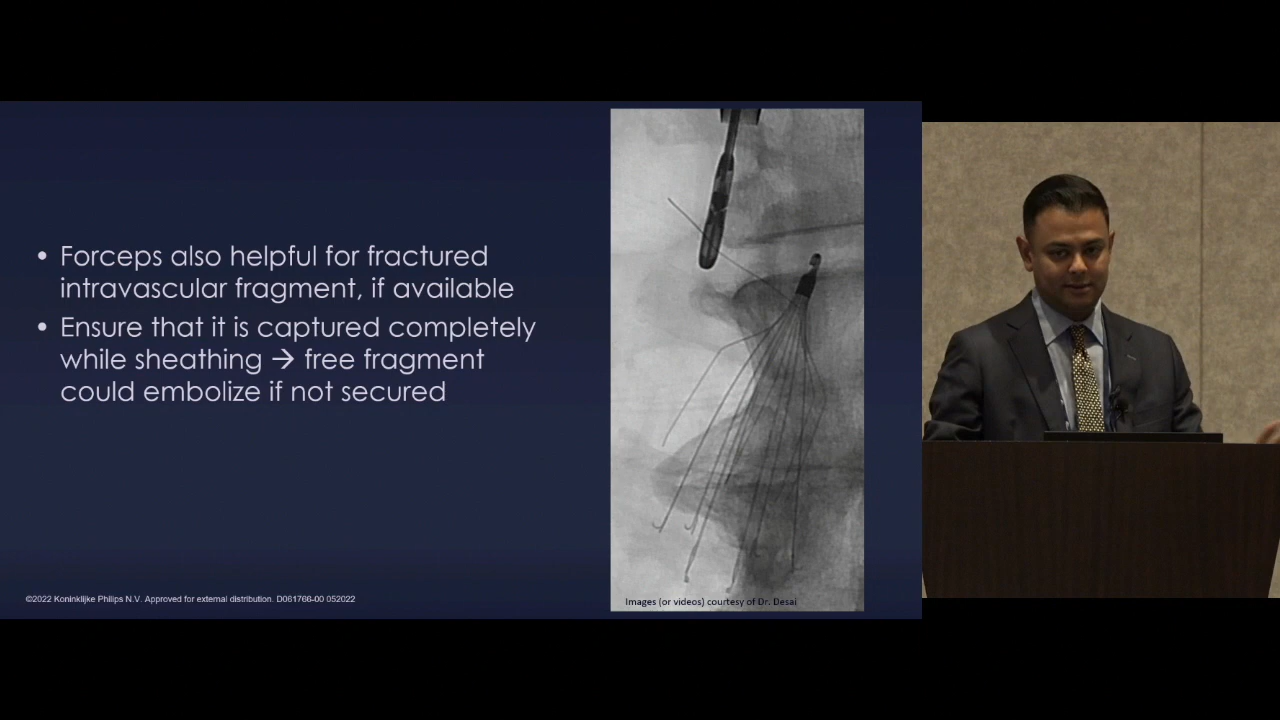 • Forceps also helpful for fractured
intravascular fragment, if available
• Ensure that it is captured completely
while sheathing → free fragment
could embolize if not secured
©2022 Koninklijke Philips N.V. Approved for external distribution. D061766-00 052022
Images (or videos) courtesy of Dr. Desai